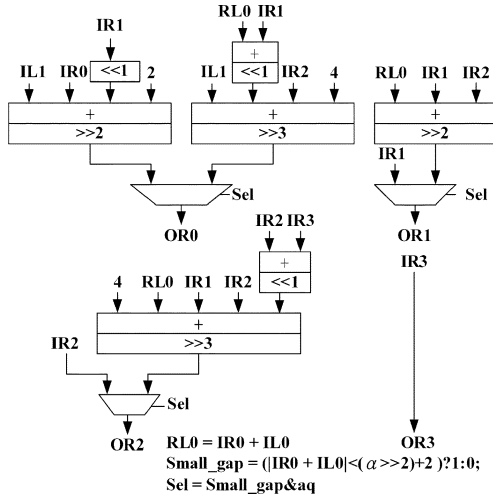 IR1
RL0 IR1
IL1 IR0 <<1 2
+
<<1
IL1 IR2 4
RL0 IR1 IR2
+
>>2
+
>>3
+
>>2
IR1
Sel
Sel
OR0
OR1
IR2 IR3
IR3
+
<<1
4 RL0 IR1 IR2
+
>>3
IR2
Sel
OR2
OR3
RL0 = IR0 + IL0
Small_gap = (|IR0 + IL0|<(α>>2)+2)?1:0;
Sel = Small_gap&aq